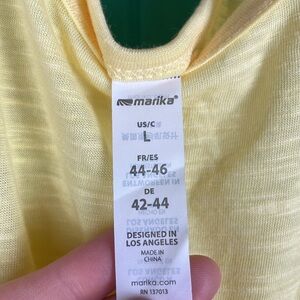 marika®
US/C
L
FR/ES
44-46
DE
42-44
DESIGNED IN
LOS ANGELES
MADE IN
CHINA
marika.com
RN 137013